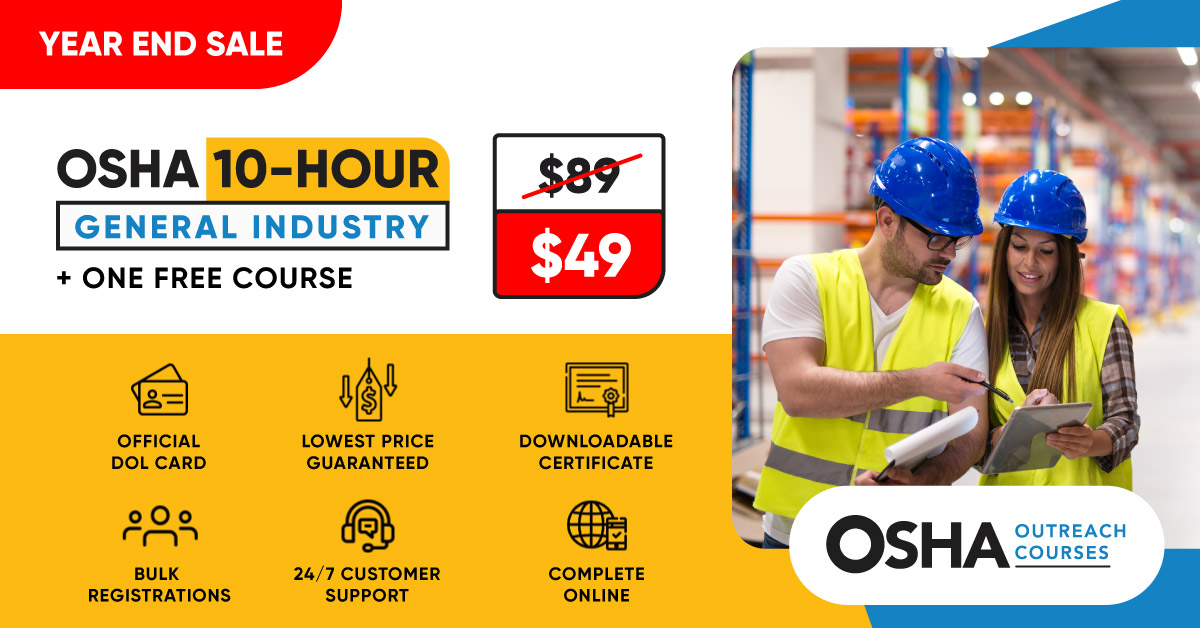 YEAR END SALE
OSHA 10-HOUR
GENERAL INDUSTRY
+ ONE FREE COURSE
$89
$49
OFFICIAL
DOL CARD
LOWEST PRICE
GUARANTEED
DOWNLOADABLE
CERTIFICATE
BULK
REGISTRATIONS
24/7 CUSTOMER
SUPPORT
COMPLETE
ONLINE
OSHA OUTREACH
COURSES